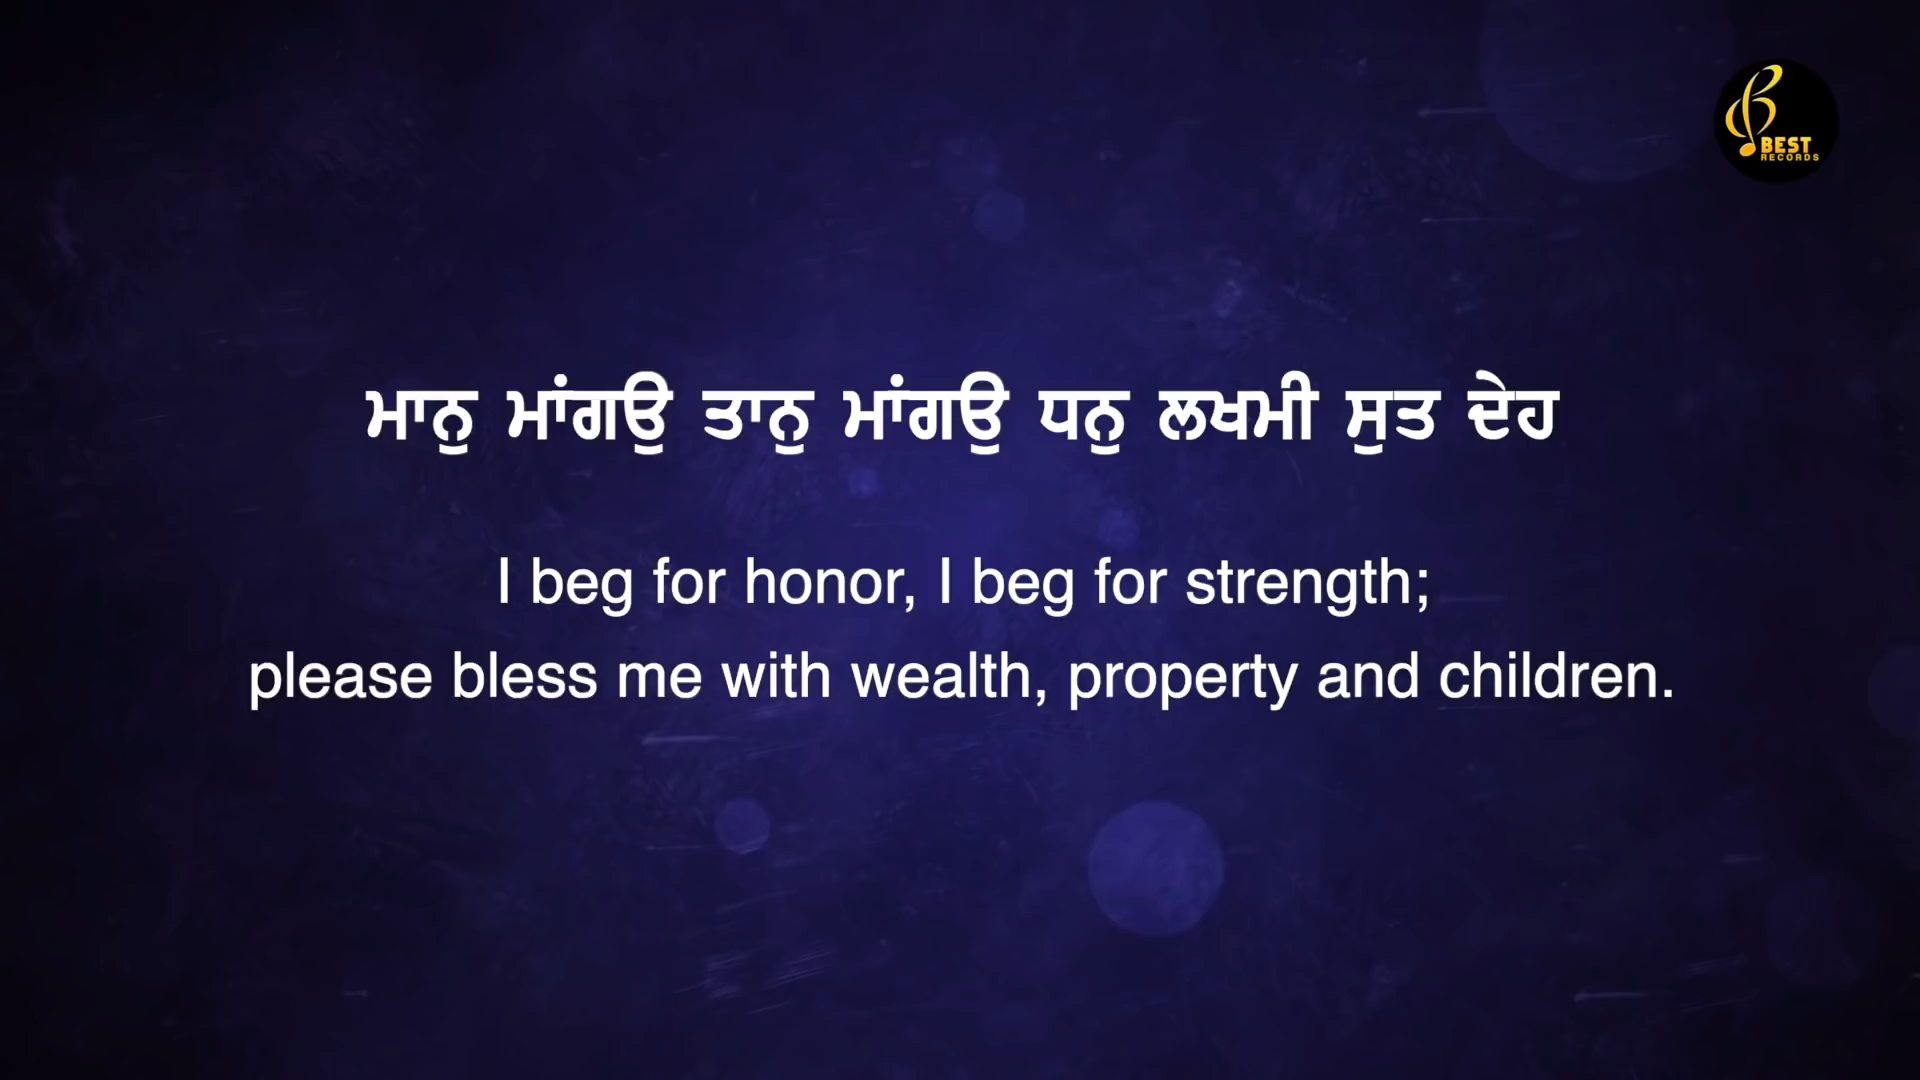 BEST
RECORDS
ਮਾਨੁ ਮਾਂਗਉ ਤਾਨੁ ਮਾਂਗਉ ਧਨੁ ਲਖਮੀ ਸੁਤ ਦੇਹ
I beg for honor, I beg for strength;
please bless me with wealth, property and children.